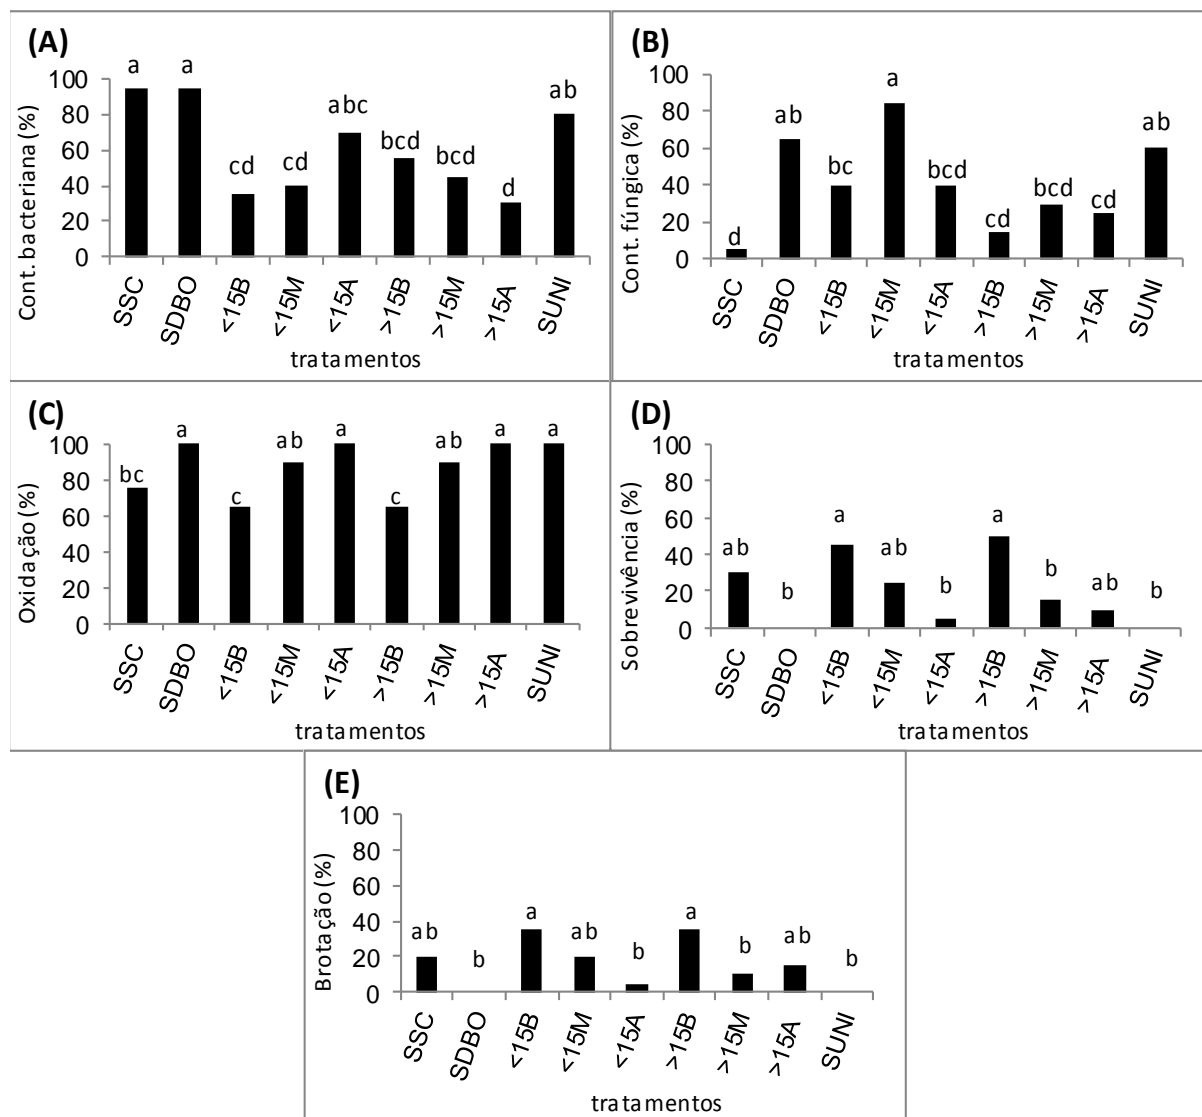 (A)
Cont. bacteriana (%)
100
80
60
40
20
0
a a cd cd abc bcd bcd d ab
SSC SDBO <15B <15M <15A >15B >15M >15A SUNI
tratamentos
(B)
Cont. fúngica (%)
100
80
60
40
20
0
d ab bc a bcd cd bcd cd ab
SSC SDBO <15B <15M <15A >15B >15M >15A SUNI
tratamentos
(C)
Oxidação (%)
100
80
60
40
20
0
bc a c ab a c ab a a
SSC SDBO <15B <15M <15A >15B >15M >15A SUNI
tratamentos
(D)
Sobrevivência (%)
100
80
60
40
20
0
ab b a ab b a b ab b
SSC SDBO <15B <15M <15A >15B >15M >15A SUNI
tratamentos
(E)
Brotação (%)
100
80
60
40
20
0
ab b a ab b a b ab b
SSC SDBO <15B <15M <15A >15B >15M >15A SUNI
tratamentos